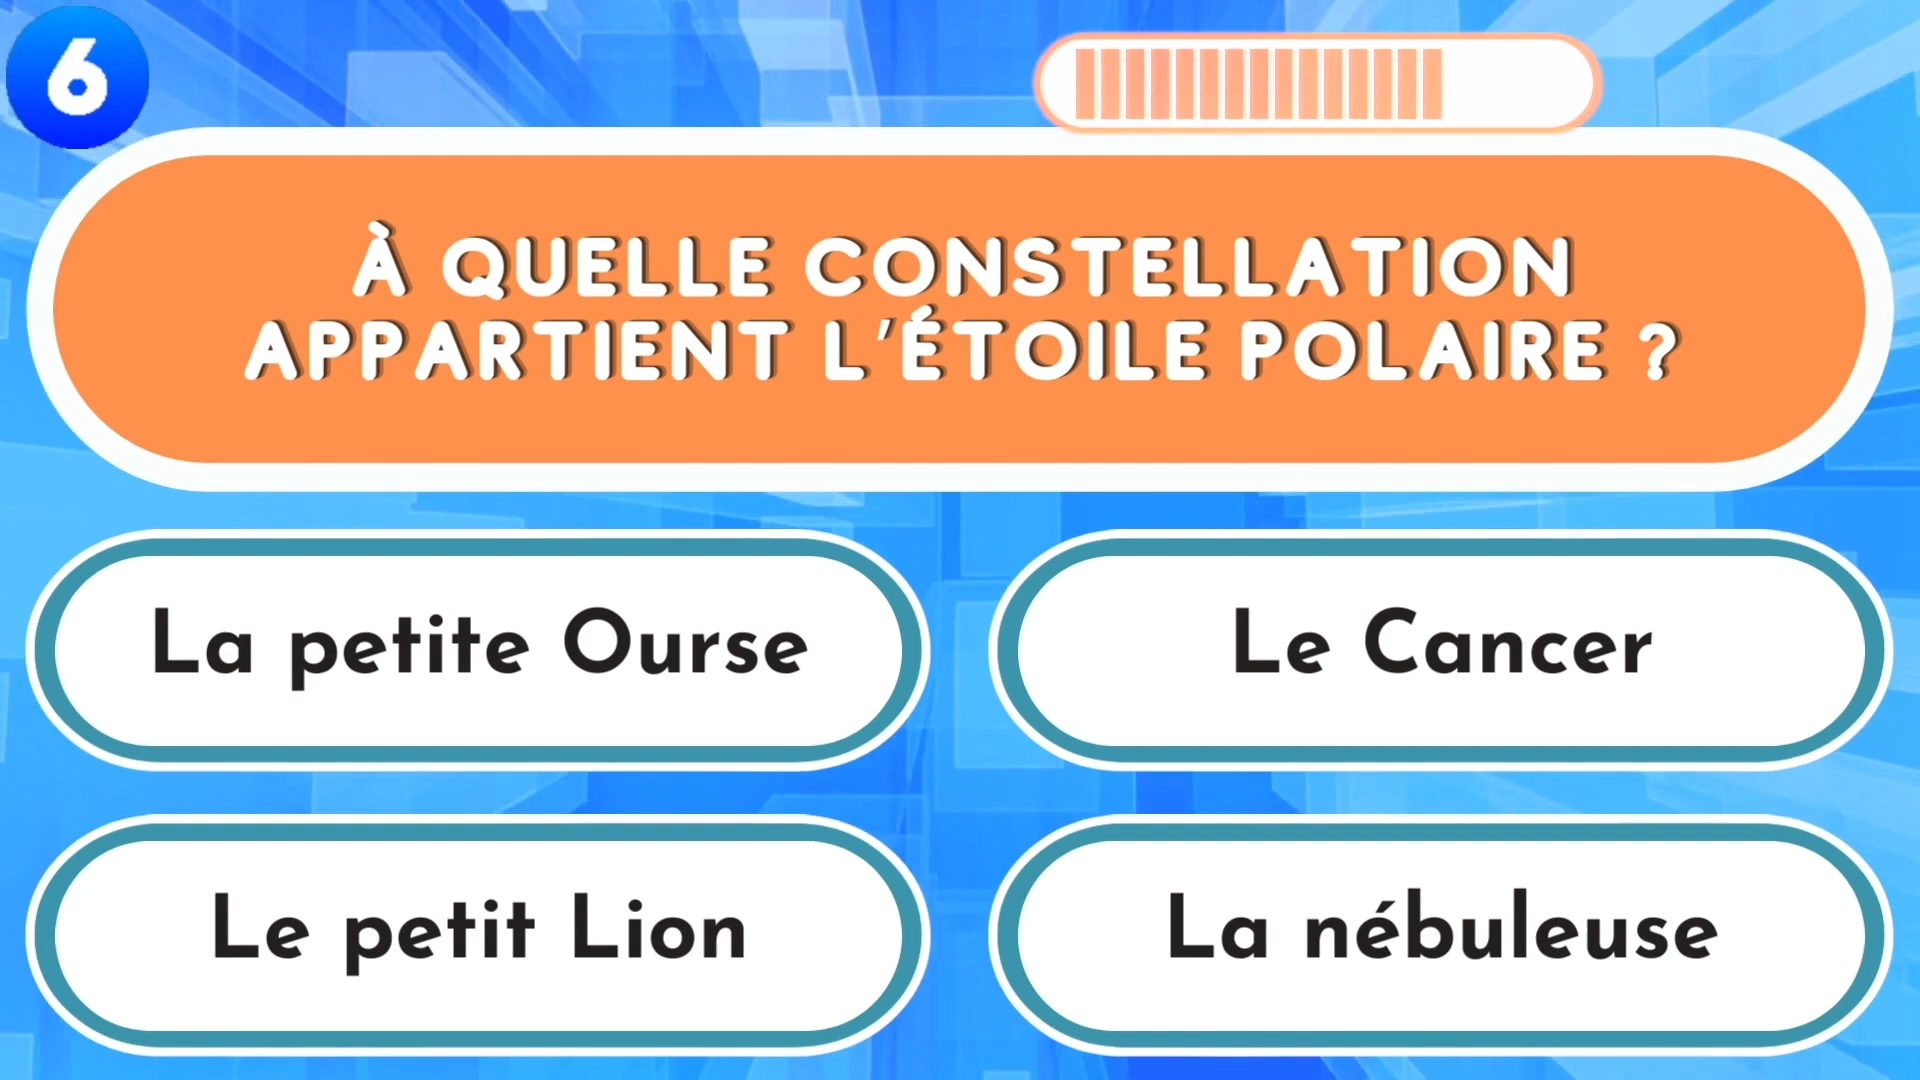 6
À QUELLE CONSTELLATION
APPARTIENT L'ÉTOILE POLAIRE ?
La petite Ourse
Le Cancer
Le petit Lion
La nébuleuse